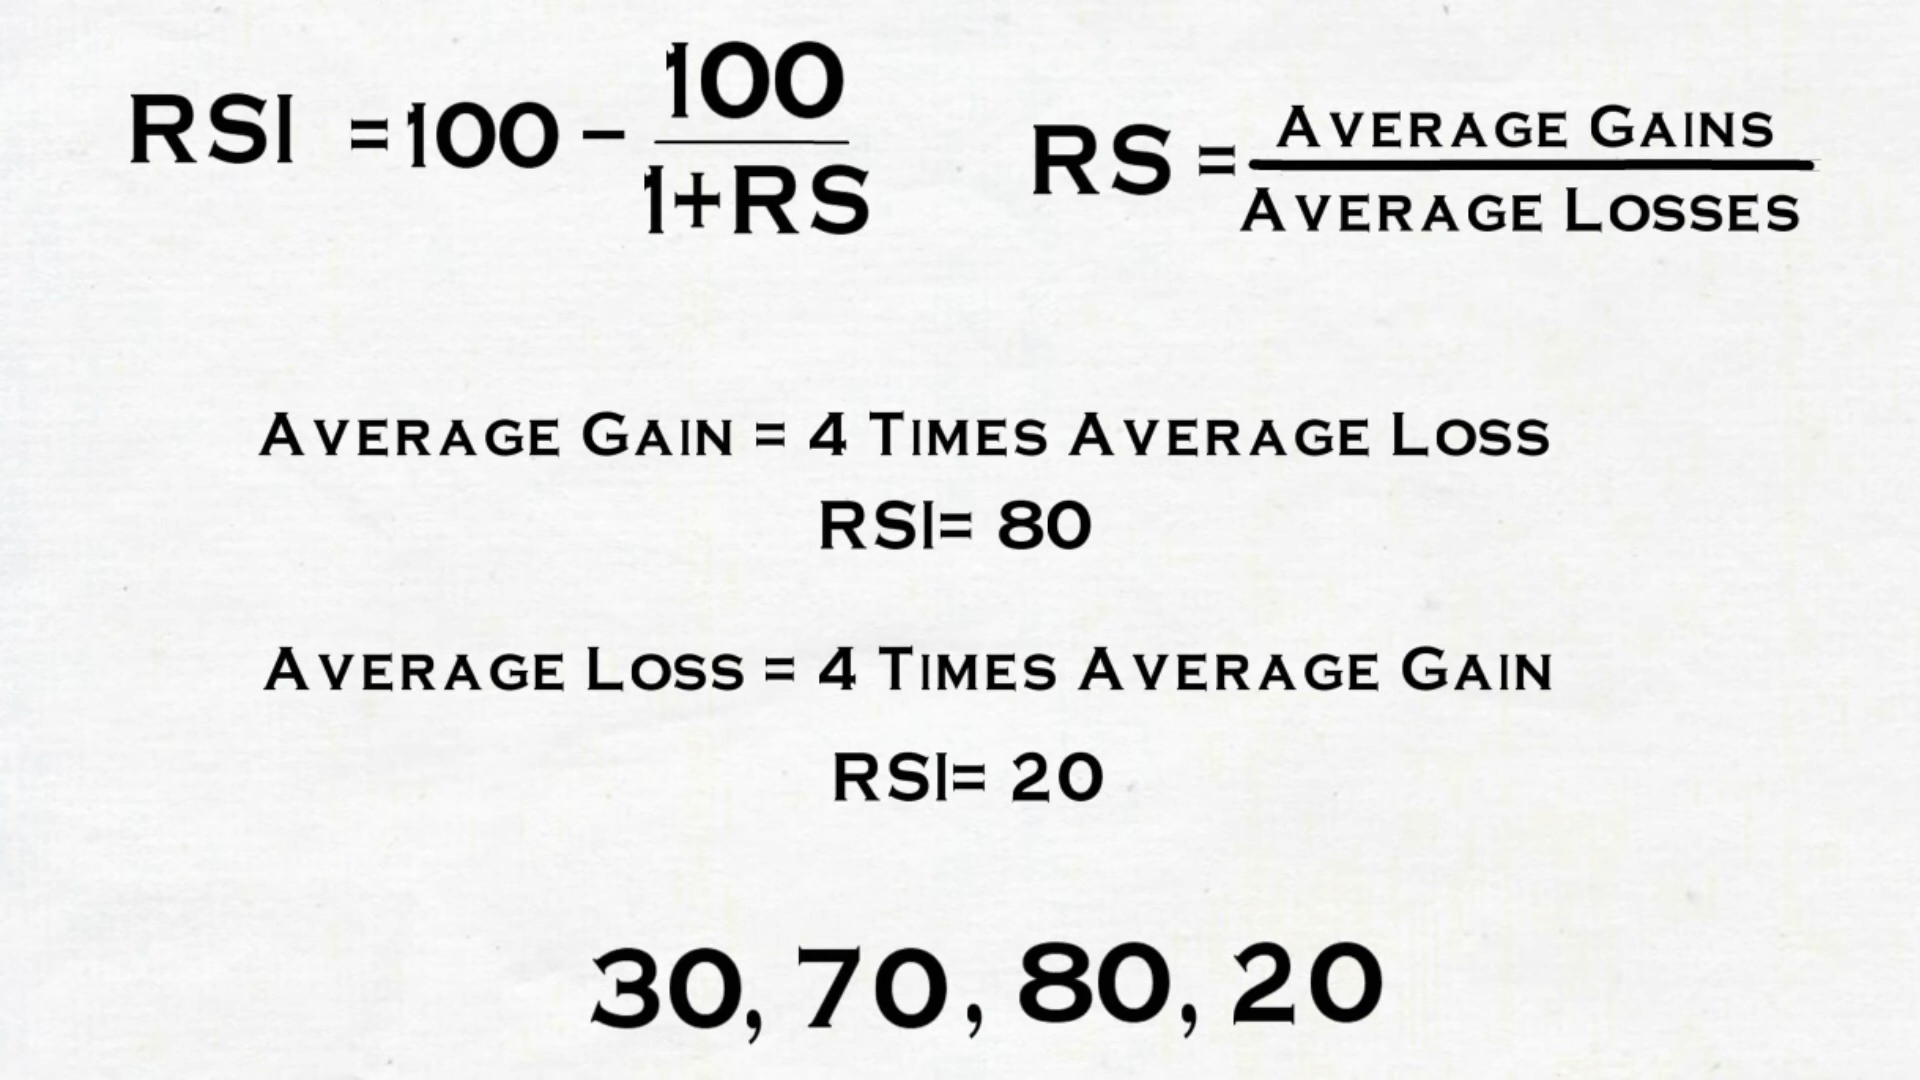 RSI = 100 – 100 / 1+RS
RS = Average Gains / Average Losses
Average Gain = 4 Times Average Loss
RSI= 80
Average Loss = 4 Times Average Gain
RSI= 20
30, 70, 80, 20